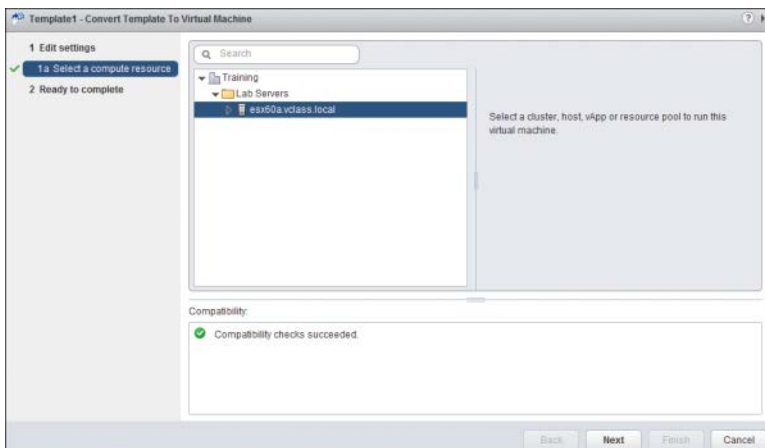 Template1 - Convert Template To Virtual Machine
1 Edit settings
1a Select a compute resource
2 Ready to complete
Search
Training
Lab Servers
esx60a.vclass.local
Select a cluster, host, vApp or resource pool to run this
virtual machine.
Compatibility:
Compatibility checks succeeded.
Back Next Finish Cancel